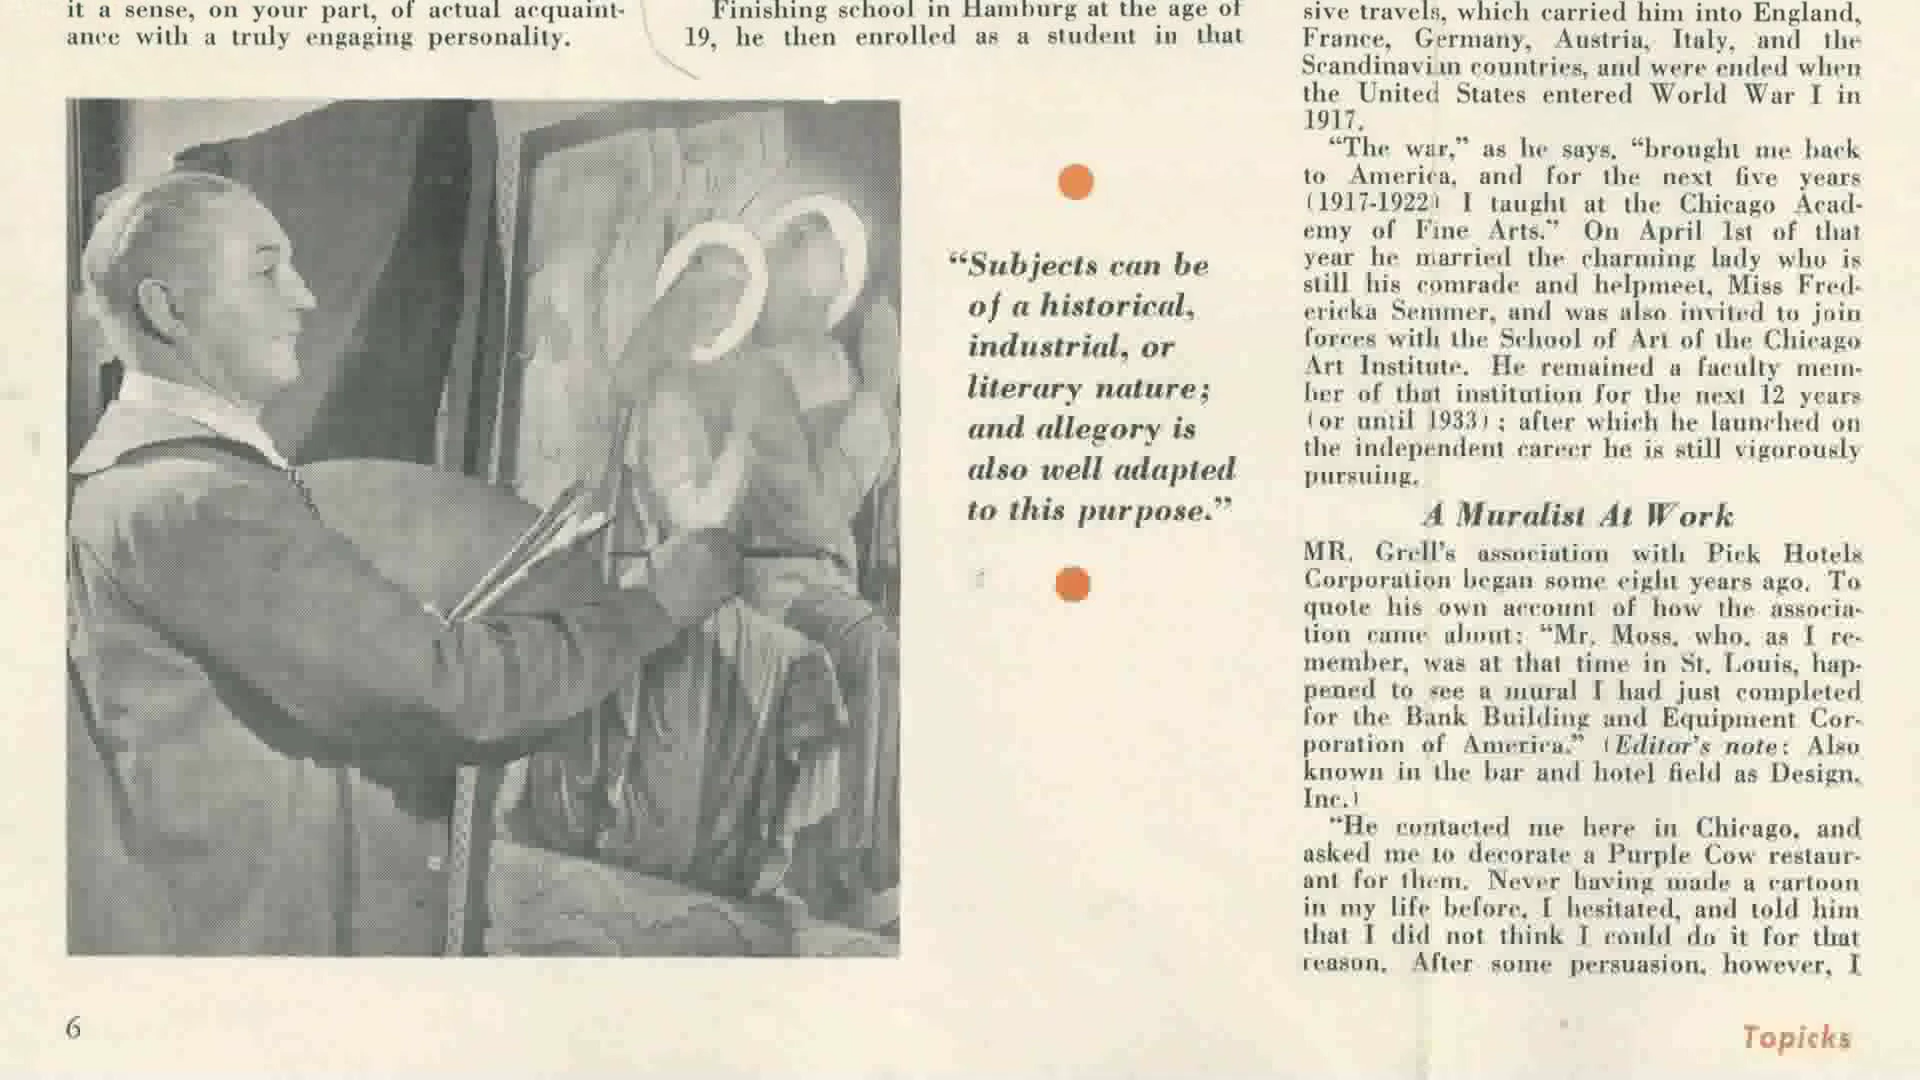 it a sense, on your part, of actual acquaint-
ance with a truly engaging personality.
Finishing school in Hamburg at the age of
19, he then enrolled as a student in that
“Subjects can be
of a historical,
industrial, or
literary nature;
and allegory is
also well adapted
to this purpose.”
sive travels, which carried him into England,
France, Germany, Austria, Italy, and the
Scandinavian countries, and were ended when
the United States entered World War I in
1917.
“The war,” as he says, “brought me back
to America, and for the next five years
(1917-1922) I taught at the Chicago Acad-
emy of Fine Arts.” On April 1st of that
year he married the charming lady who is
still his comrade and helpmeet, Miss Fred-
ericka Semmer, and was also invited to join
forces with the School of Art of the Chicago
Art Institute. He remained a faculty mem-
ber of that institution for the next 12 years
(or until 1933); after which he launched on
the independent career he is still vigorously
pursuing.
A Muralist At Work
MR. Grell’s association with Pick Hotels
Corporation began some eight years ago. To
quote his own account of how the associa-
tion came about: “Mr. Moss, who, as I re-
member, was at that time in St. Louis, hap-
pened to see a mural I had just completed
for the Bank Building and Equipment Cor-
poration of America.” (Editor’s note: Also
known in the bar and hotel field as Design,
Inc.)
“He contacted me here in Chicago, and
asked me to decorate a Purple Cow restaur-
ant for them. Never having made a cartoon
in my life before, I hesitated, and told him
that I did not think I could do it for that
reason. After some persuasion, however, I
6
Topicks